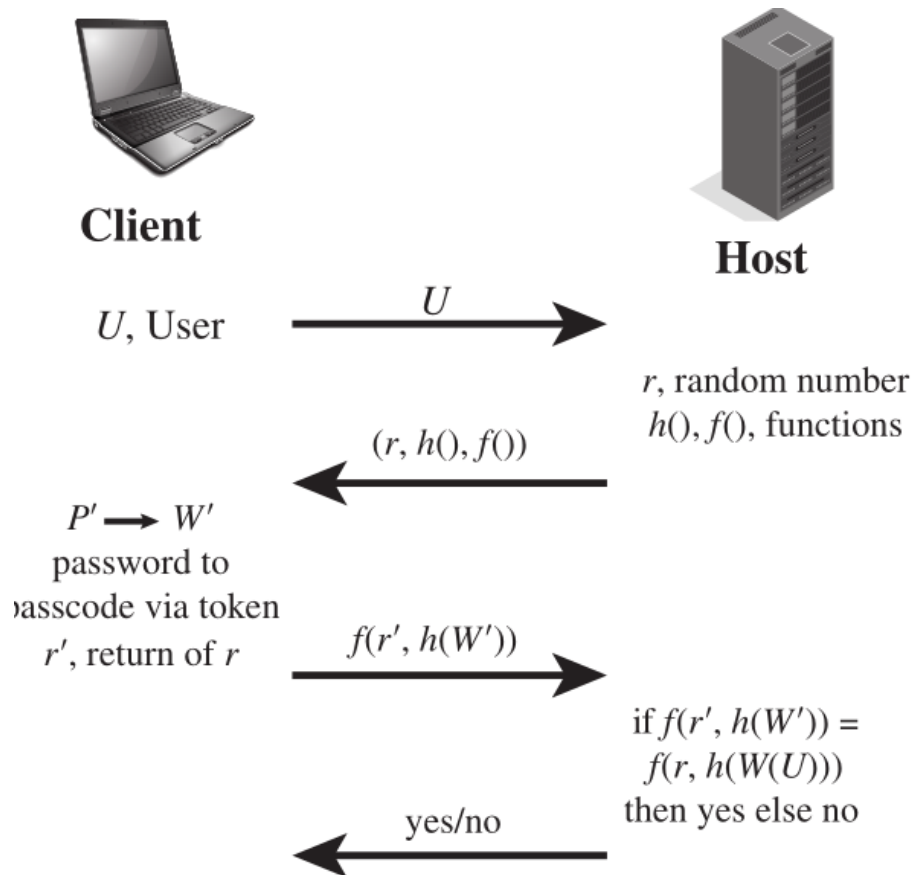 Client
Host
U, User
U
r, random number
h(), f(), functions
(r, h(), f())
P′ → W′
password to
passcode via token
r′, return of r
f(r′, h(W′))
if f(r′, h(W′)) =
f(r, h(W(U)))
then yes else no
yes/no